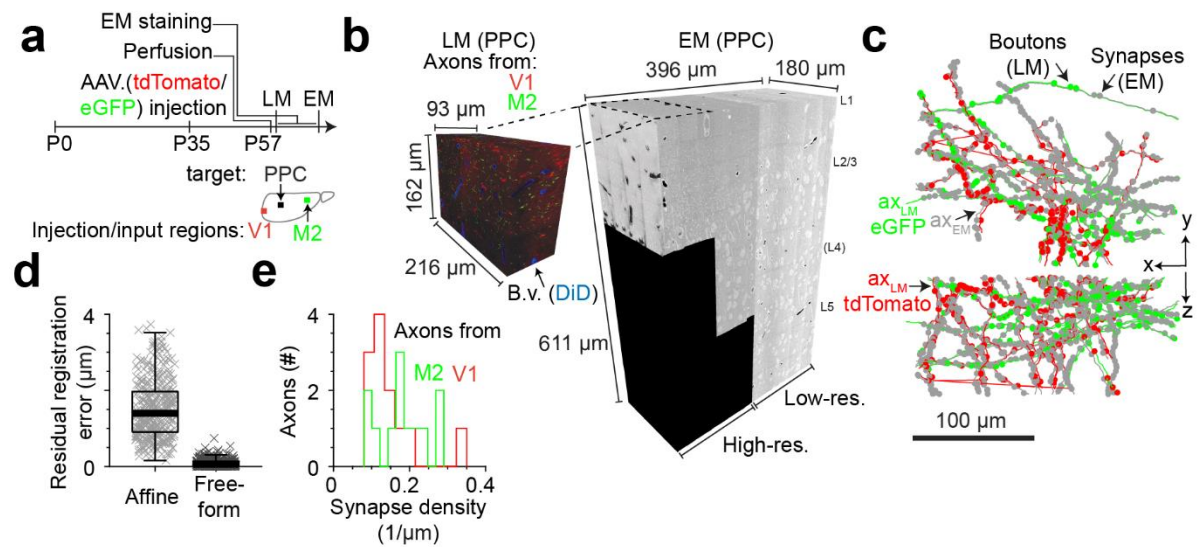 a
EM staining
Perfusion
AAV.(tdTomato/
eGFP) injection
LM
EM
P0
P35
P57
target:
PPC
Injection/input regions: V1
M2
b
LM (PPC)
Axons from:
V1
M2
93 µm
162 µm
216 µm
B.v. (DiD)
EM (PPC)
396 µm
180 µm
L1
L2/3
(L4)
L5
611 µm
Low-res.
High-res.
c
Boutons
(LM)
Synapses
(EM)
axLM
eGFP
axEM
y
x
z
axLM
tdTomato
100 µm
d
Residual registration
error (µm)
4
2
0
Affine
Free-
form
e
Axons (#)
4
2
0
Axons from
M2
V1
0
0.2
0.4
Synapse density
(1/µm)